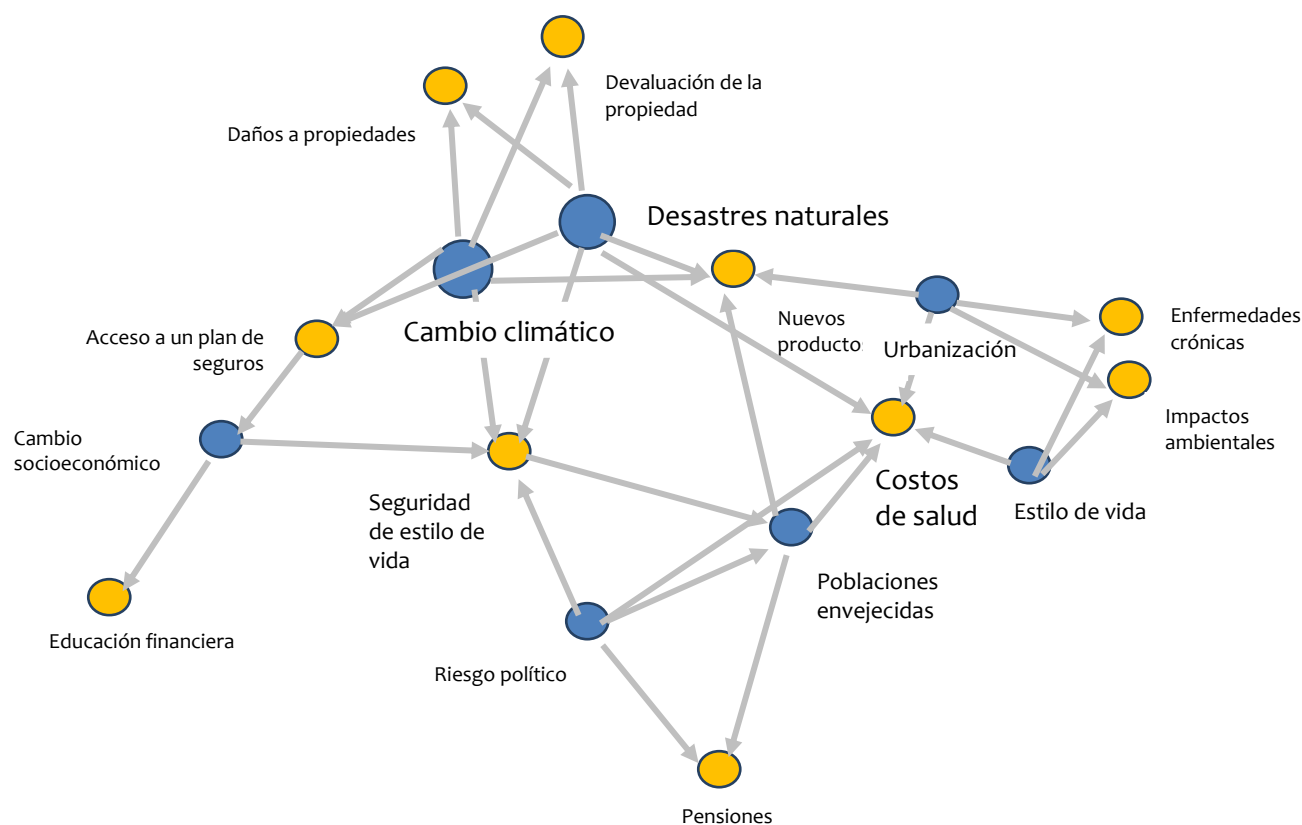 Devaluación de la
propiedad
Daños a propiedades
Desastres naturales
Nuevos
producto
Enfermedades
crónicas
Acceso a un plan de
seguros
Cambio climático
Urbanización
Impactos
ambientales
Cambio
socioeconómico
Seguridad
de estilo de
vida
Costos
de salud
Estilo de vida
Poblaciones
envejecidas
Educación financiera
Riesgo político
Pensiones